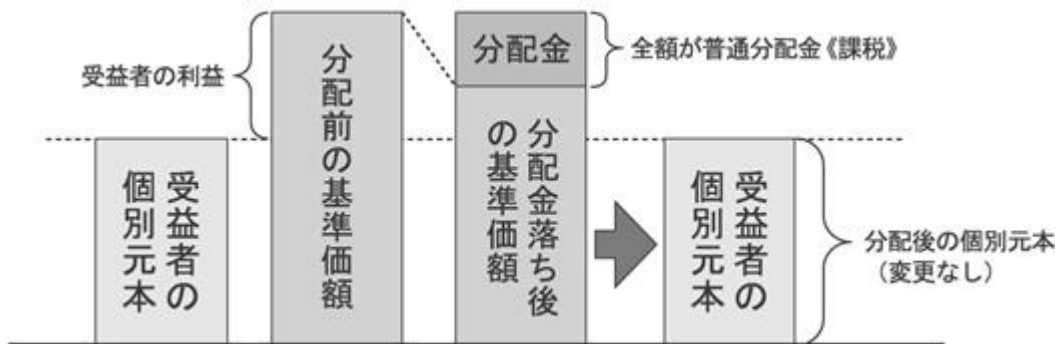 受益者の利益
受益者の
個別元本
分配前の基準価額
分配金
全額が普通分配金《課税》
分配金落ち後
の基準価額
受益者の
個別元本
分配後の個別元本
（変更なし）